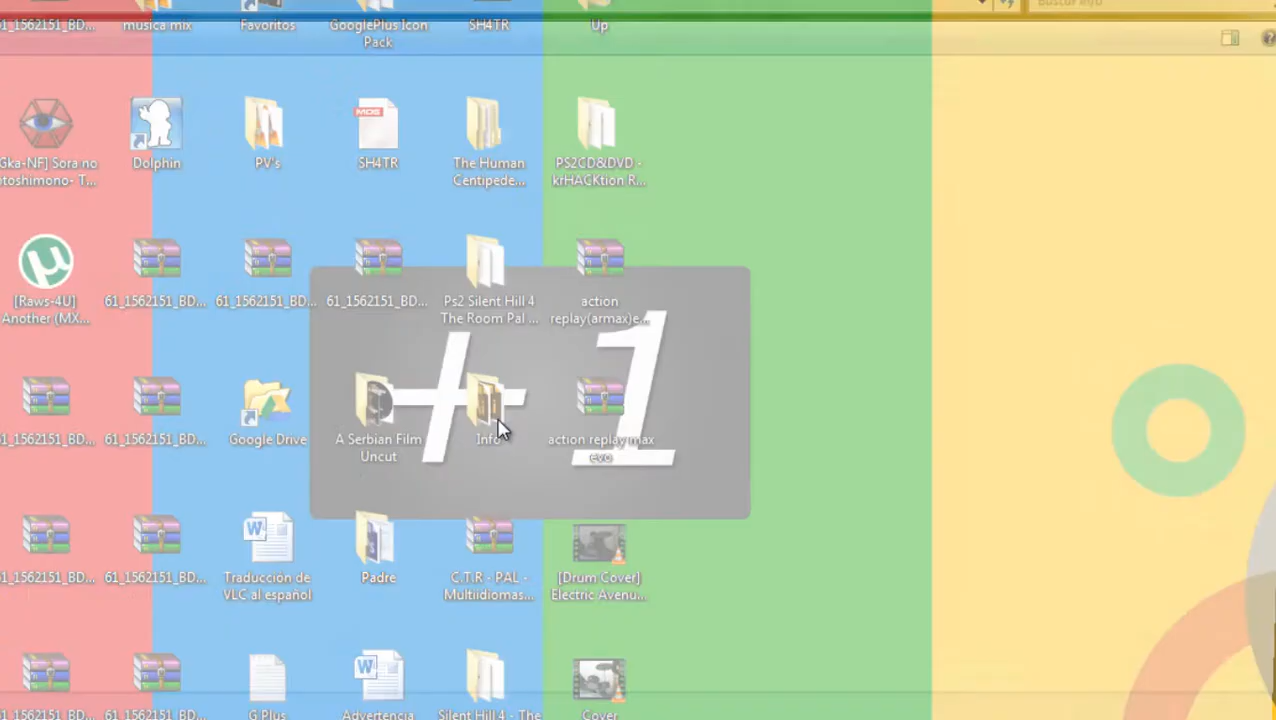 61_1562151_BD...
musica mix
Favoritos
GooglePlus Icon
Pack
SH4TR
Up
Buscar Info
Gka-NF] Sora no
otoshimono- T...
Dolphin
PV's
SH4TR
The Human
Centipede...
PS2CD&DVD -
krHACKtion R...
[Raws-4U]
Another (MX...
61_1562151_BD...
61_1562151_BD...
61_1562151_BD...
Ps2 Silent Hill 4
The Room Pal ...
action
replay(armax)e...
+1
61_1562151_BD...
61_1562151_BD...
Google Drive
A Serbian Film
Uncut
Info
action replay max
evo
61_1562151_BD...
61_1562151_BD...
Traducción de
VLC al español
Padre
C.T.R - PAL -
Multiidiomas...
[Drum Cover]
Electric Avenu...
61_1562151_BD...
61_1562151_BD...
G Plus
Advertencia
Silent Hill 4 - The
Cover